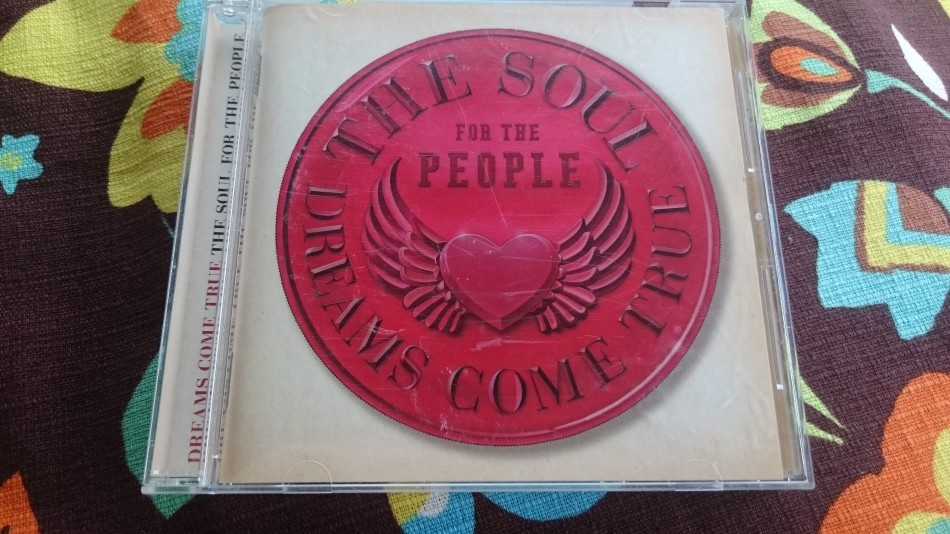 THE SOUL
FOR THE
PEOPLE
DREAMS COME TRUE
DREAMS COME TRUE THE SOUL FOR THE PEOPLE